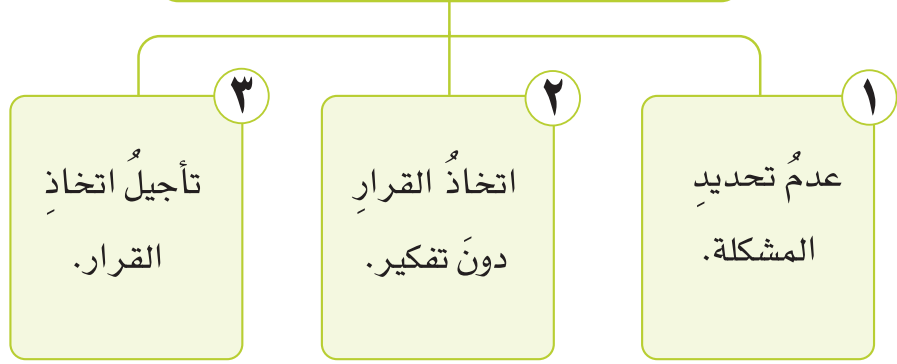 ١
عدمُ تحديدِ
المشكلة.
٢
اتخاذُ القرارِ
دونَ تفكير.
٣
تأجيلُ اتخاذِ
القرار.